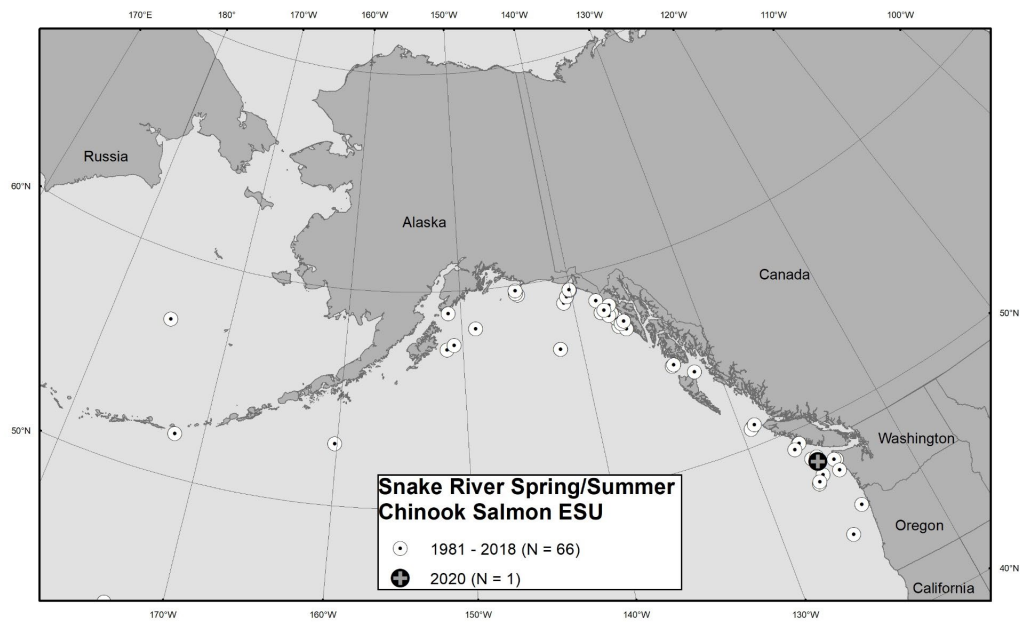 170°E 180° 170°W 160°W 150°W 140°W 130°W 120°W 110°W 100°W
Russia
60°N
Alaska
Canada
50°N
50°N
Washington
Snake River Spring/Summer
Chinook Salmon ESU
Oregon
1981 - 2018 (N = 66)
40°N
2020 (N = 1)
California
170°W 160°W 150°W 140°W 130°W